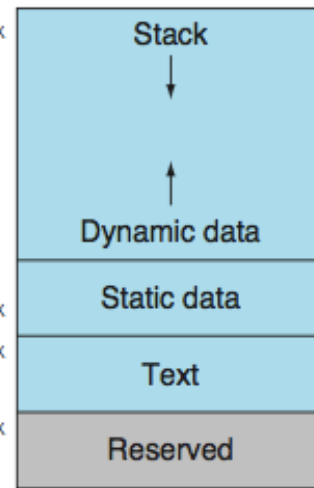 x
Stack
Dynamic data
Static data
x
x
Text
x
Reserved